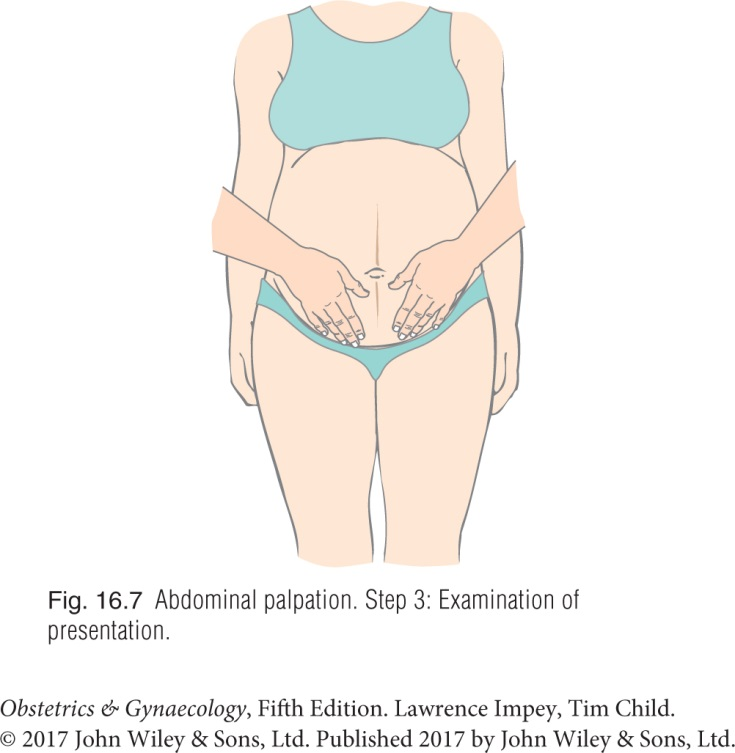 Fig. 16.7 Abdominal palpation. Step 3: Examination of
presentation.
Obstetrics & Gynaecology, Fifth Edition. Lawrence Impey, Tim Child.
© 2017 John Wiley & Sons, Ltd. Published 2017 by John Wiley & Sons, Ltd.